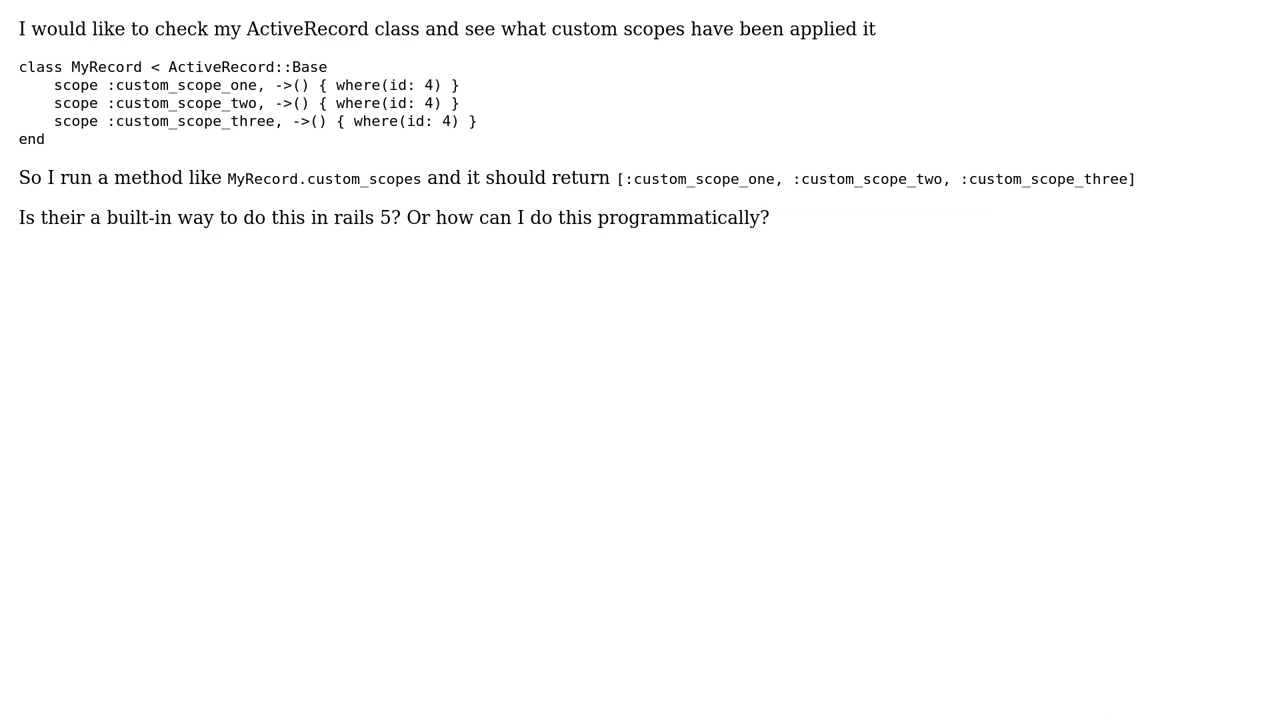 I would like to check my ActiveRecord class and see what custom scopes have been applied it
class MyRecord < ActiveRecord::Base
    scope :custom_scope_one, ->() { where(id: 4) }
    scope :custom_scope_two, ->() { where(id: 4) }
    scope :custom_scope_three, ->() { where(id: 4) }
end
So I run a method like MyRecord.custom_scopes and it should return [:custom_scope_one, :custom_scope_two, :custom_scope_three]
Is their a built-in way to do this in rails 5? Or how can I do this programmatically?